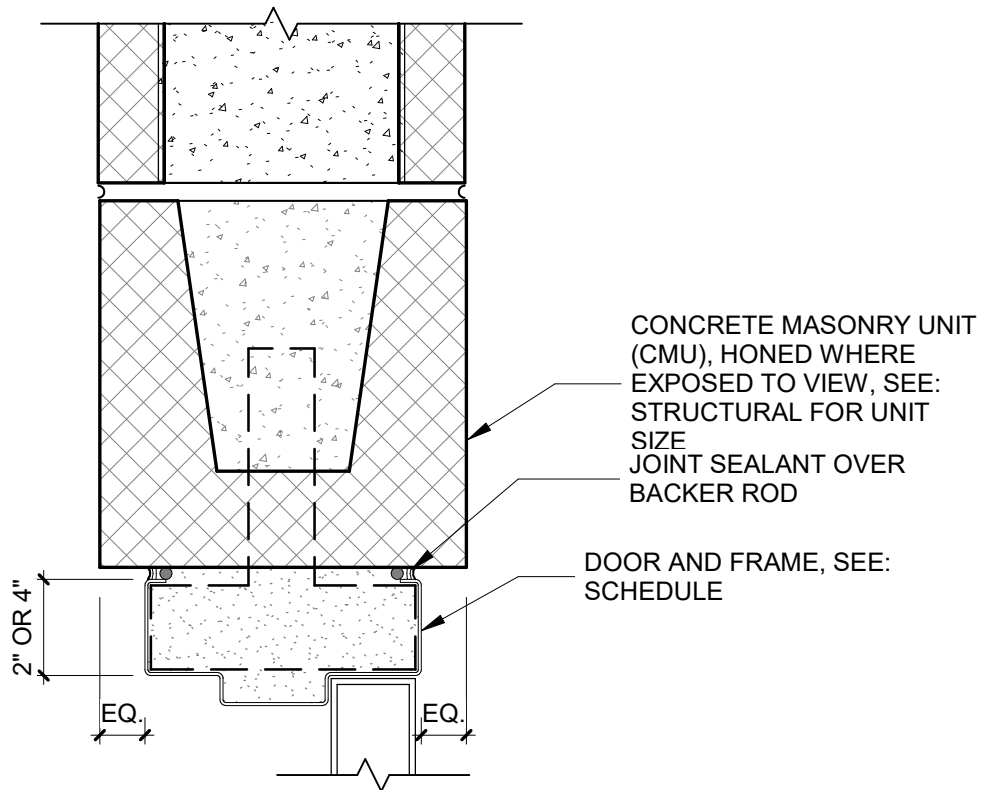 CONCRETE MASONRY UNIT
(CMU), HONED WHERE
EXPOSED TO VIEW, SEE:
STRUCTURAL FOR UNIT
SIZE
JOINT SEALANT OVER
BACKER ROD
DOOR AND FRAME, SEE:
SCHEDULE
2" OR 4"
EQ.
EQ.